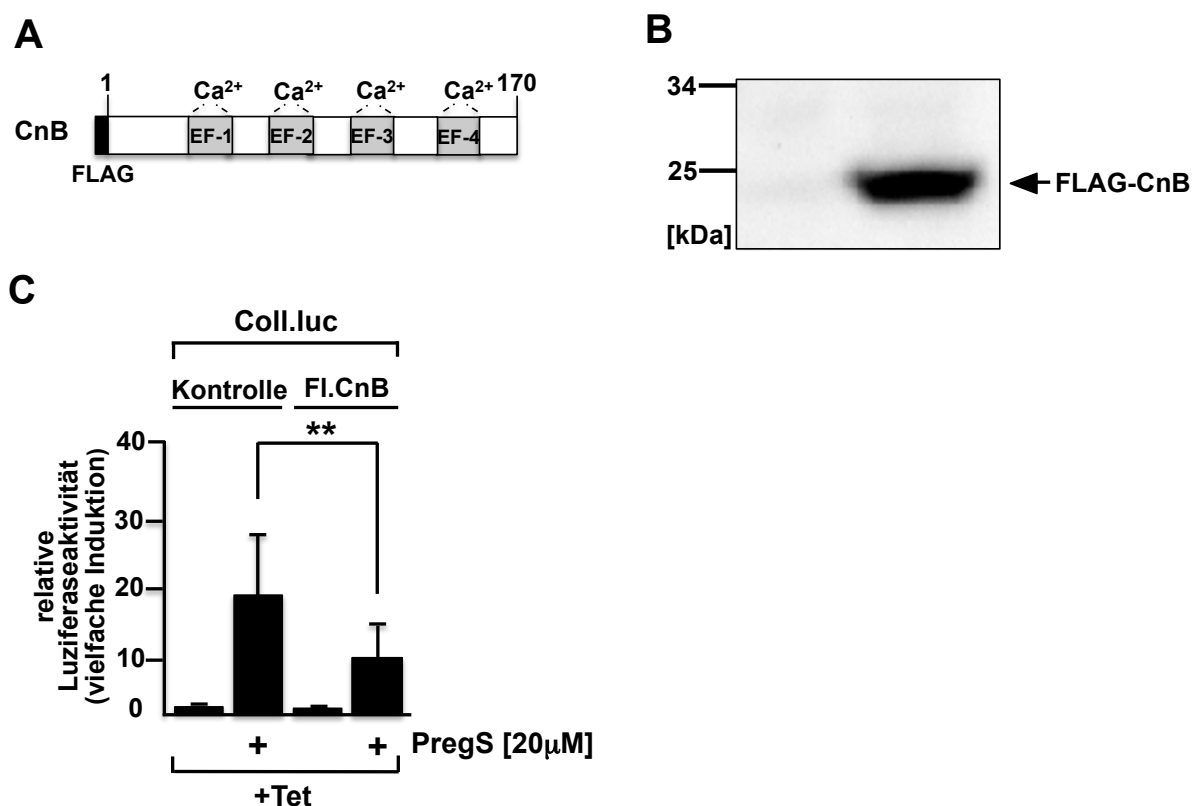 A
1
Ca²⁺ Ca²⁺ Ca²⁺ Ca²⁺
170
CnB
EF-1 EF-2 EF-3 EF-4
FLAG
B
34
25
FLAG-CnB
[kDa]
C
Coll.luc
Kontrolle Fl.CnB
**
40
30
20
10
0
relative
Luziferaseaktivität
(vielfache Induktion)
+ + PregS [20µM]
+Tet